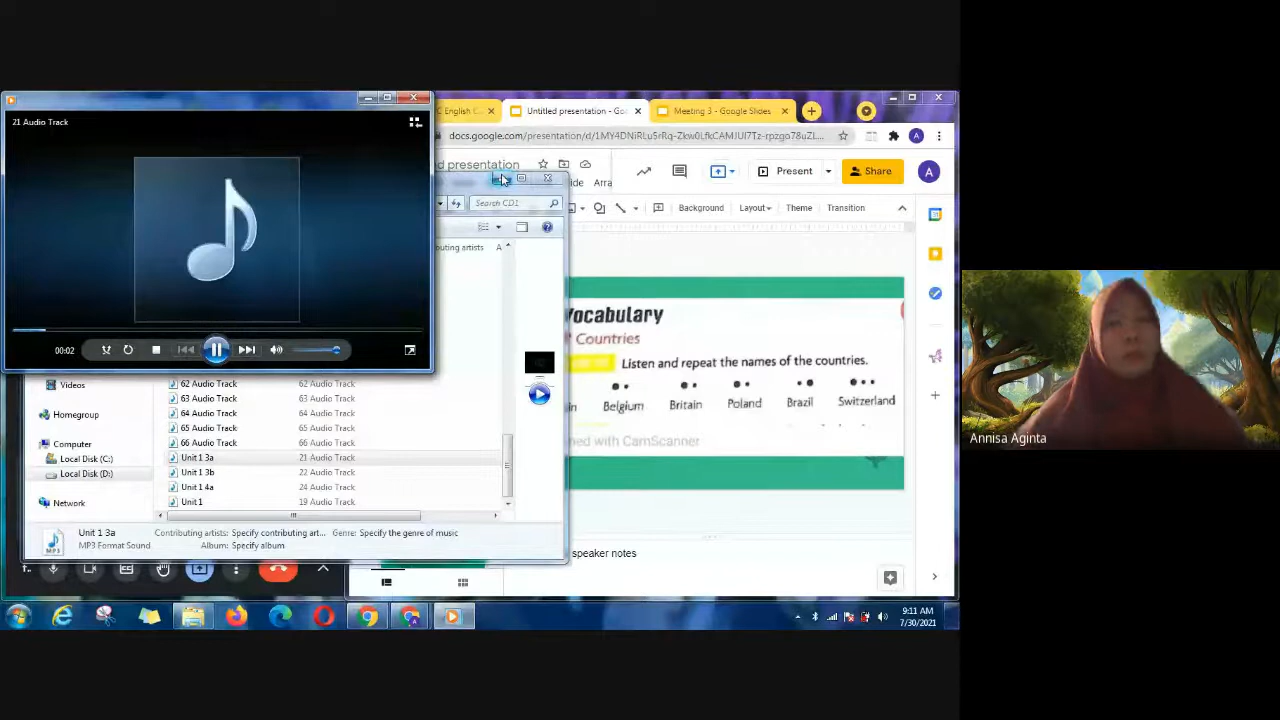 21 Audio Track
00:02
English C...
Untitled presentation - Go
Meeting 3 - Google Slides
docs.google.com/presentation/d/1MY4DNiRLu5rRq-Zkw0LfkCAMJUl7Tz-rpzgo78uZL...
d presentation
Present
Share
A
ide
Arra
Search CD1
Background
Layout
Theme
Transition
buting artists
A
Vocabulary
Countries
Listen and repeat the names of the countries.
in
Belgium
Britain
Poland
Brazil
Switzerland
ned with CamScanner
speaker notes
Videos
Homegroup
Computer
Local Disk (C:)
Local Disk (D:)
Network
62 Audio Track 62 Audio Track
63 Audio Track 63 Audio Track
64 Audio Track 64 Audio Track
65 Audio Track 65 Audio Track
66 Audio Track 66 Audio Track
Unit 1 3a 21 Audio Track
Unit 1 3b 22 Audio Track
Unit 1 4a 24 Audio Track
Unit 1 19 Audio Track
Unit 1 3a Contributing artists: Specify contributing art... Genre: Specify the genre of music
MP3 Format Sound Album: Specify album
MP3
9:11 AM
7/30/2021
Annisa Aginta